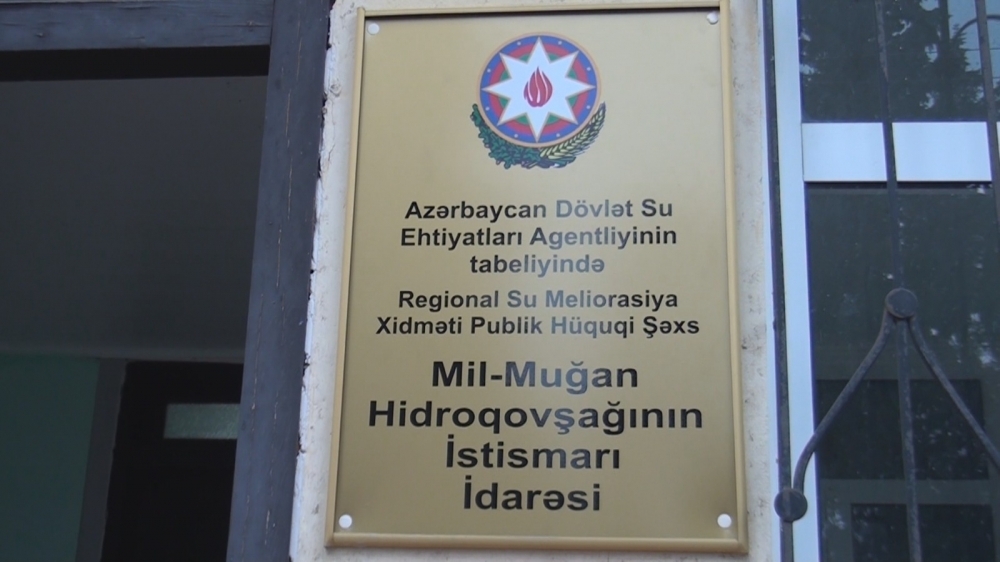 Azərbaycan Dövlət Su
Ehtiyatları Agentliyinin
tabeliyində
Regional Su Meliorasiya
Xidməti Publik Hüquqi Şəxs
Mil-Muğan
Hidroqovşağının
İstismarı
İdarəsi